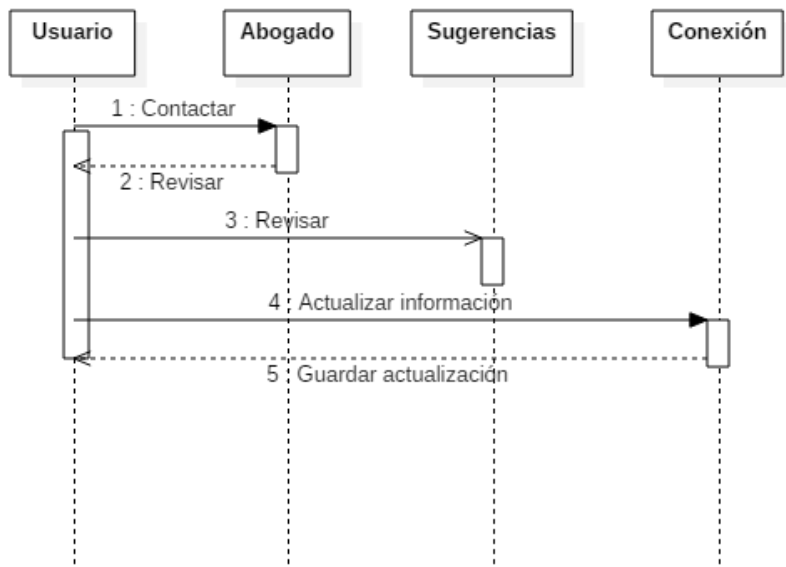 Usuario
Abogado
Sugerencias
Conexión
1 : Contactar
2 : Revisar
3 : Revisar
4 : Actualizar información
5 : Guardar actualización